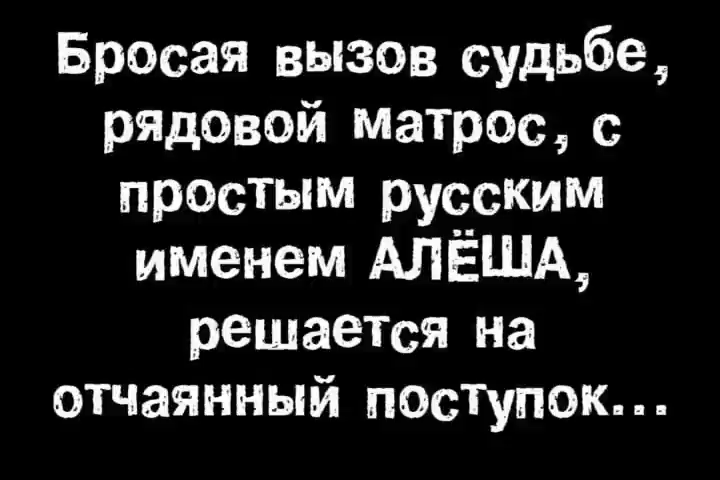 Бросая вызов судьбе,
рядовой матрос, с
простым русским
именем АЛЁША,
решается на
отчаянный поступок...